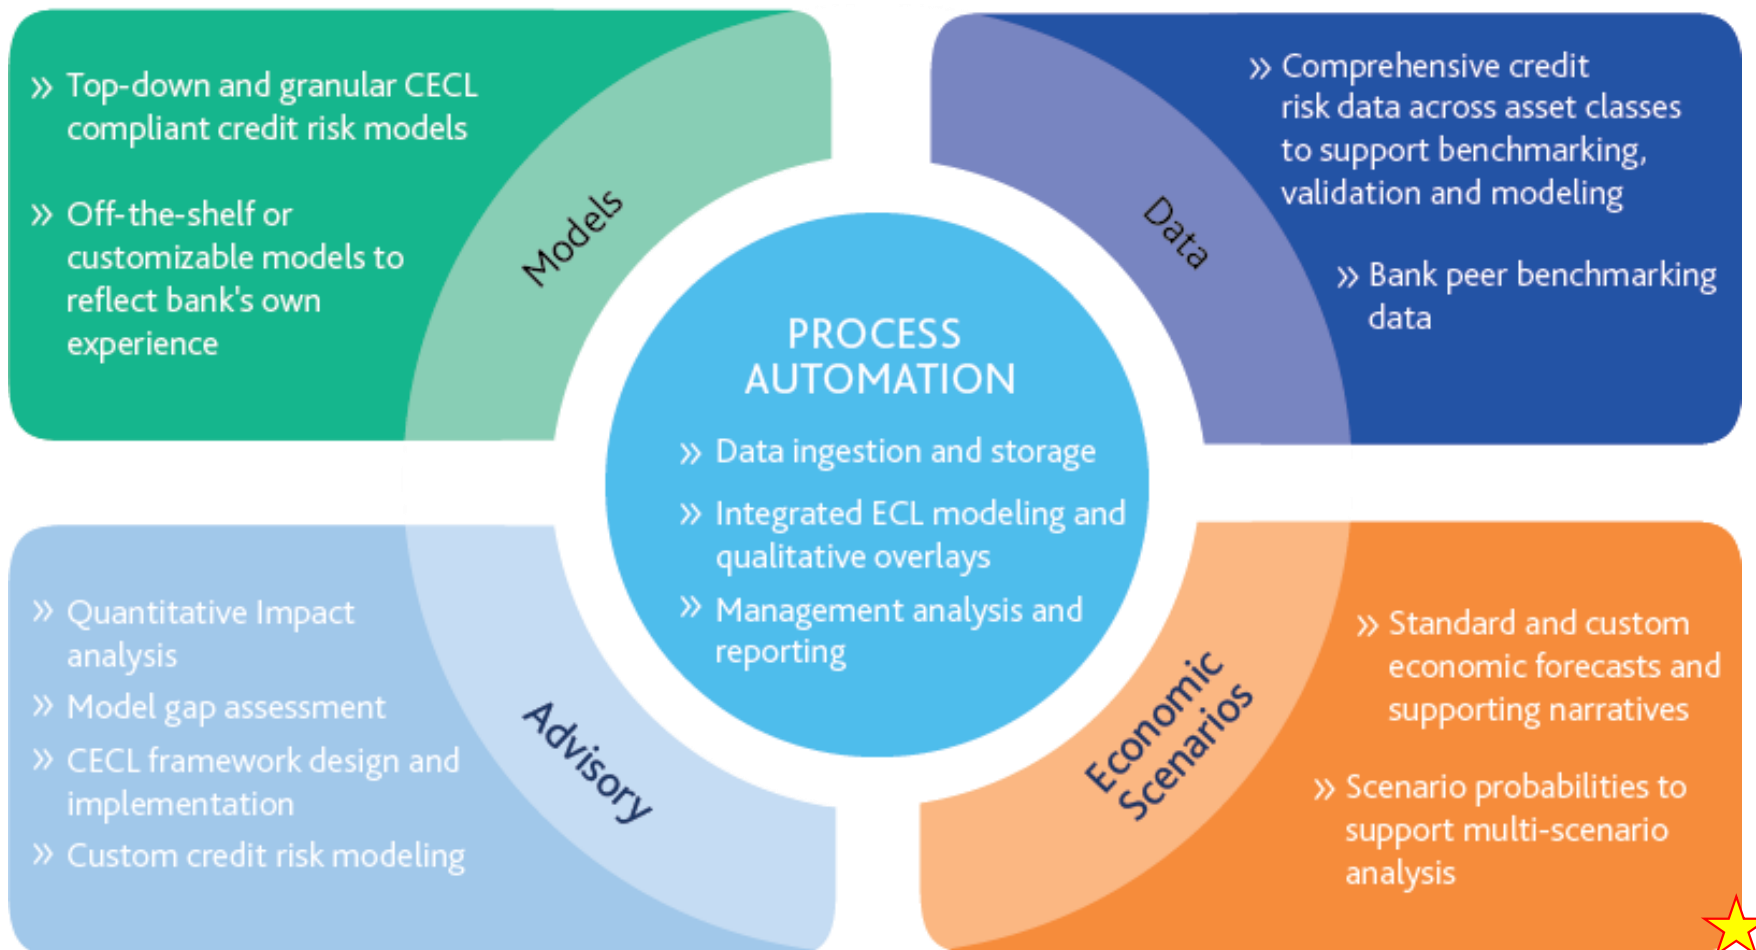 » Top-down and granular CECL
compliant credit risk models
» Off-the-shelf or
customizable models to
reflect bank's own
experience
Models
» Comprehensive credit
risk data across asset classes
to support benchmarking,
validation and modeling
» Bank peer benchmarking
data
Data
PROCESS
AUTOMATION
» Data ingestion and storage
» Integrated ECL modeling and
qualitative overlays
» Management analysis and
reporting
» Quantitative Impact
analysis
» Model gap assessment
» CECL framework design and
implementation
» Custom credit risk modeling
Advisory
Economic
Scenarios
» Standard and custom
economic forecasts and
supporting narratives
» Scenario probabilities to
support multi-scenario
analysis